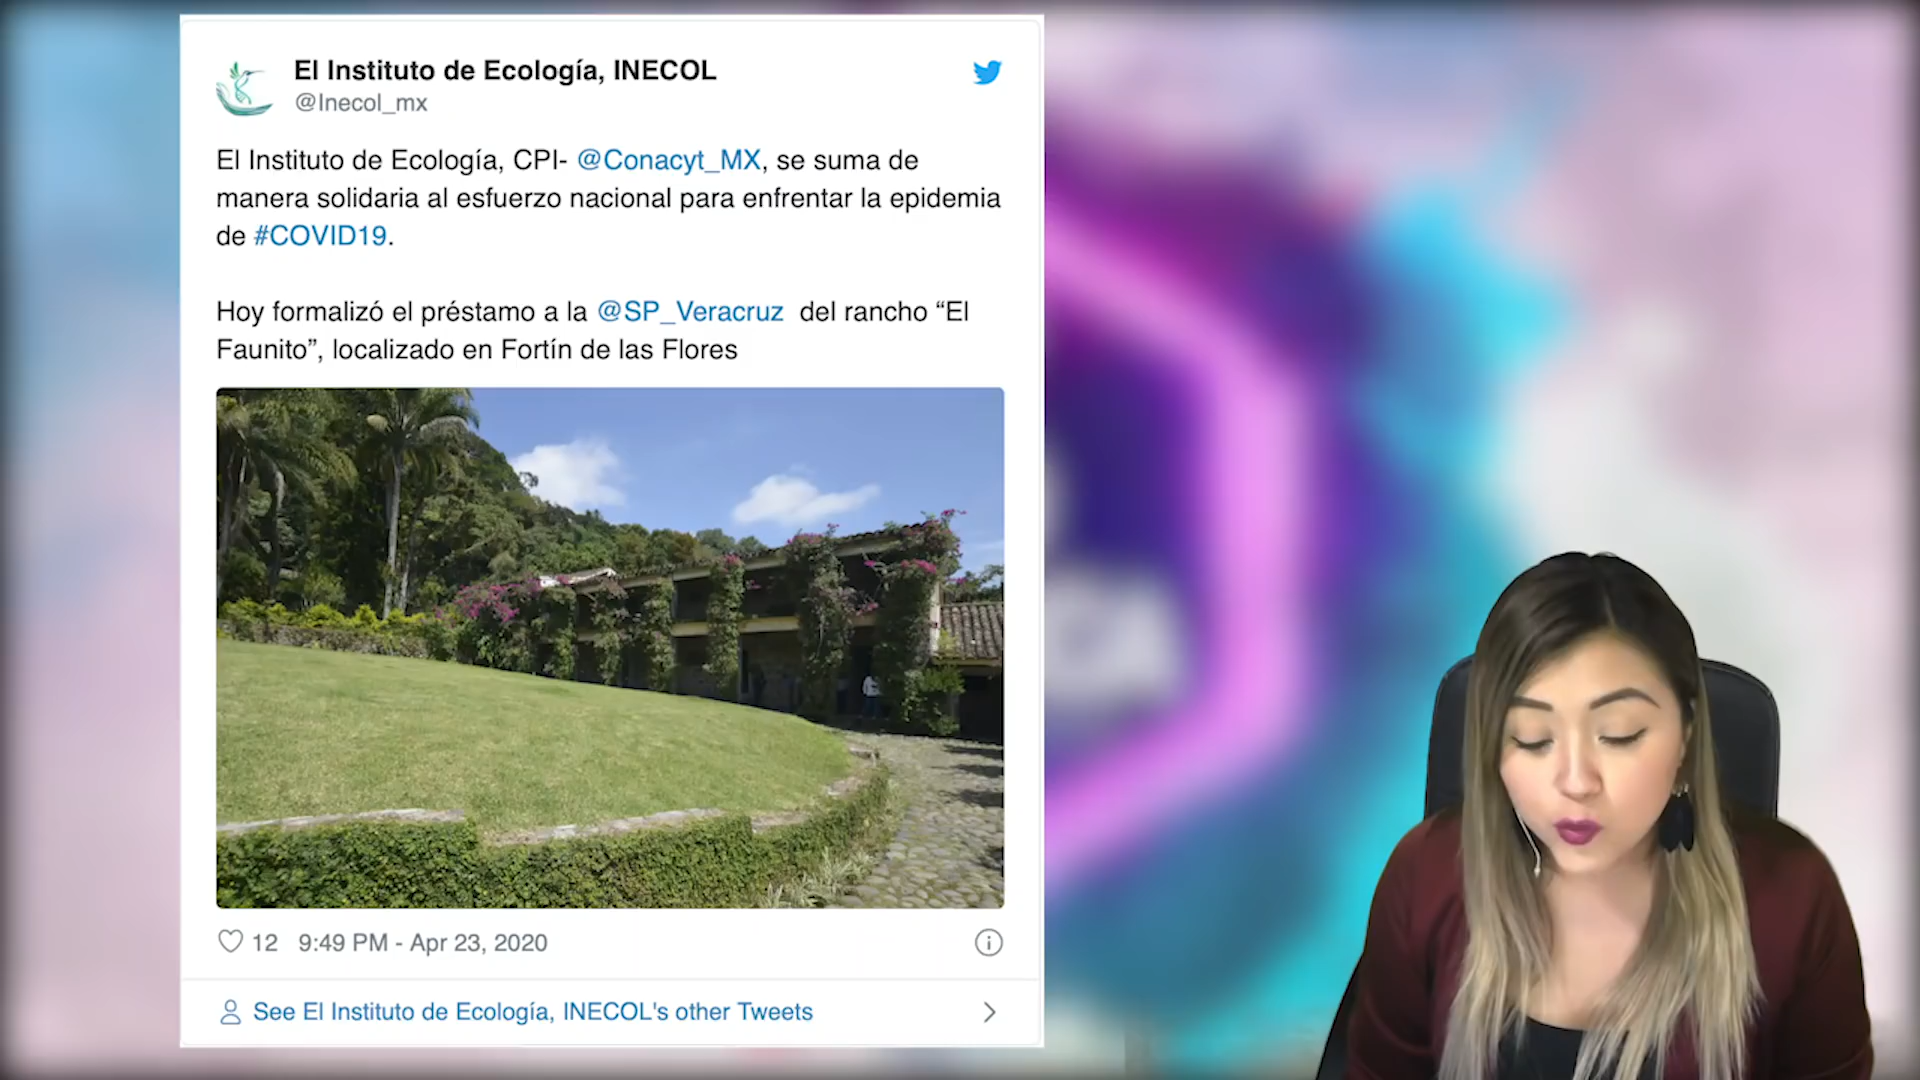 El Instituto de Ecología, INECOL
@Inecol_mx
El Instituto de Ecología, CPI- @Conacyt_MX, se suma de
manera solidaria al esfuerzo nacional para enfrentar la epidemia
de #COVID19.
Hoy formalizó el préstamo a la @SP_Veracruz del rancho “El
Faunito”, localizado en Fortín de las Flores
12 9:49 PM - Apr 23, 2020
See El Instituto de Ecología, INECOL's other Tweets